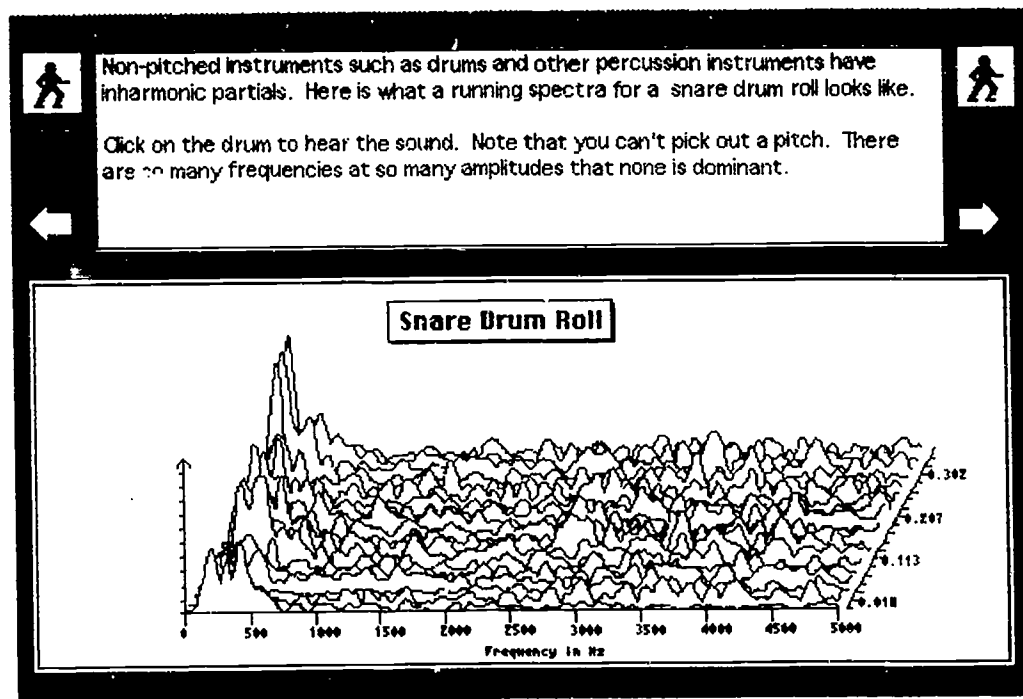 Non-pitched instruments such as drums and other percussion instruments have
inharmonic partials. Here is what a running spectra for a snare drum roll looks like.
Click on the drum to hear the sound. Note that you can't pick out a pitch. There
are so many frequencies at so many amplitudes that none is dominant.
Snare Drum Roll
0.302
0.207
0.113
0 500 1000 1500 2000 2500 3000 3500 4000 4500 5000
Frequency in Hz